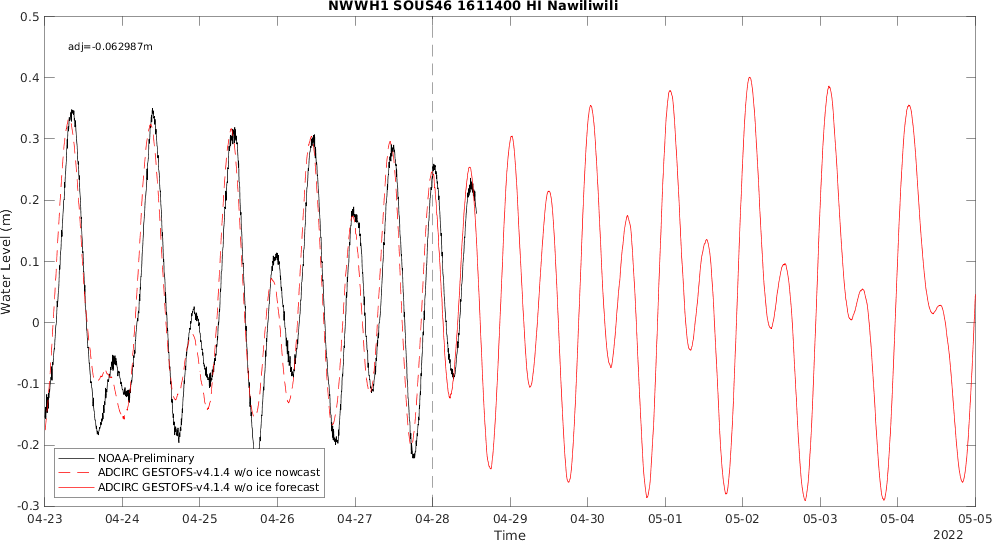 NWWH1 SOUS46 1611400 HI Nawiliwili
0.5
adj=-0.062987m
0.4
0.3
0.2
0.1
0
-0.1
-0.2
-0.3
Water Level (m)
NOAA-Preliminary
ADCIRC GESTOFS-v4.1.4 w/o ice nowcast
ADCIRC GESTOFS-v4.1.4 w/o ice forecast
04-23 04-24 04-25 04-26 04-27 04-28 04-29 04-30 05-01 05-02 05-03 05-04 05-05
Time
2022